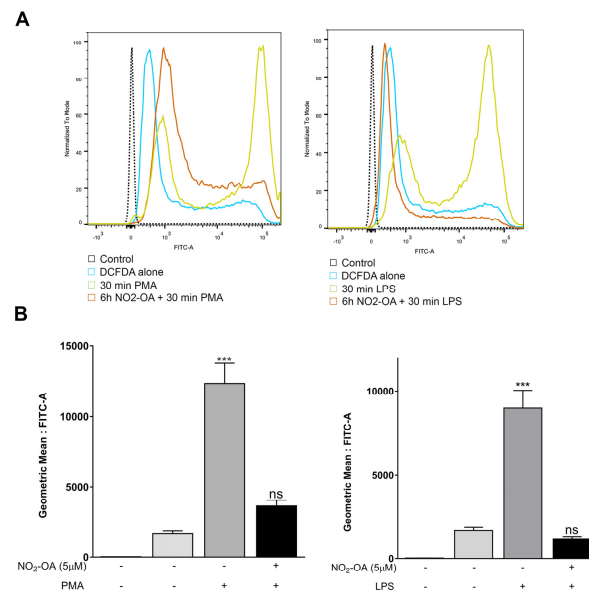 A
Normalized To Mode
100
80
60
40
20
0
-10^3 0 10^3 10^4 10^5
FITC-A
Control
DCFDA alone
30 min PMA
6h NO2-OA + 30 min PMA
Normalized To Mode
100
80
60
40
20
0
-10^3 0 10^3 10^4 10^5
FITC-A
Control
DCFDA alone
30 min LPS
6h NO2-OA + 30 min LPS
B
Geometric Mean : FITC-A
15000
10000
5000
0
***
ns
NO₂-OA (5µM) - - - +
PMA - - + +
Geometric Mean : FITC-A
10000
5000
0
***
ns
NO₂-OA (5µM) - - - +
LPS - - + +